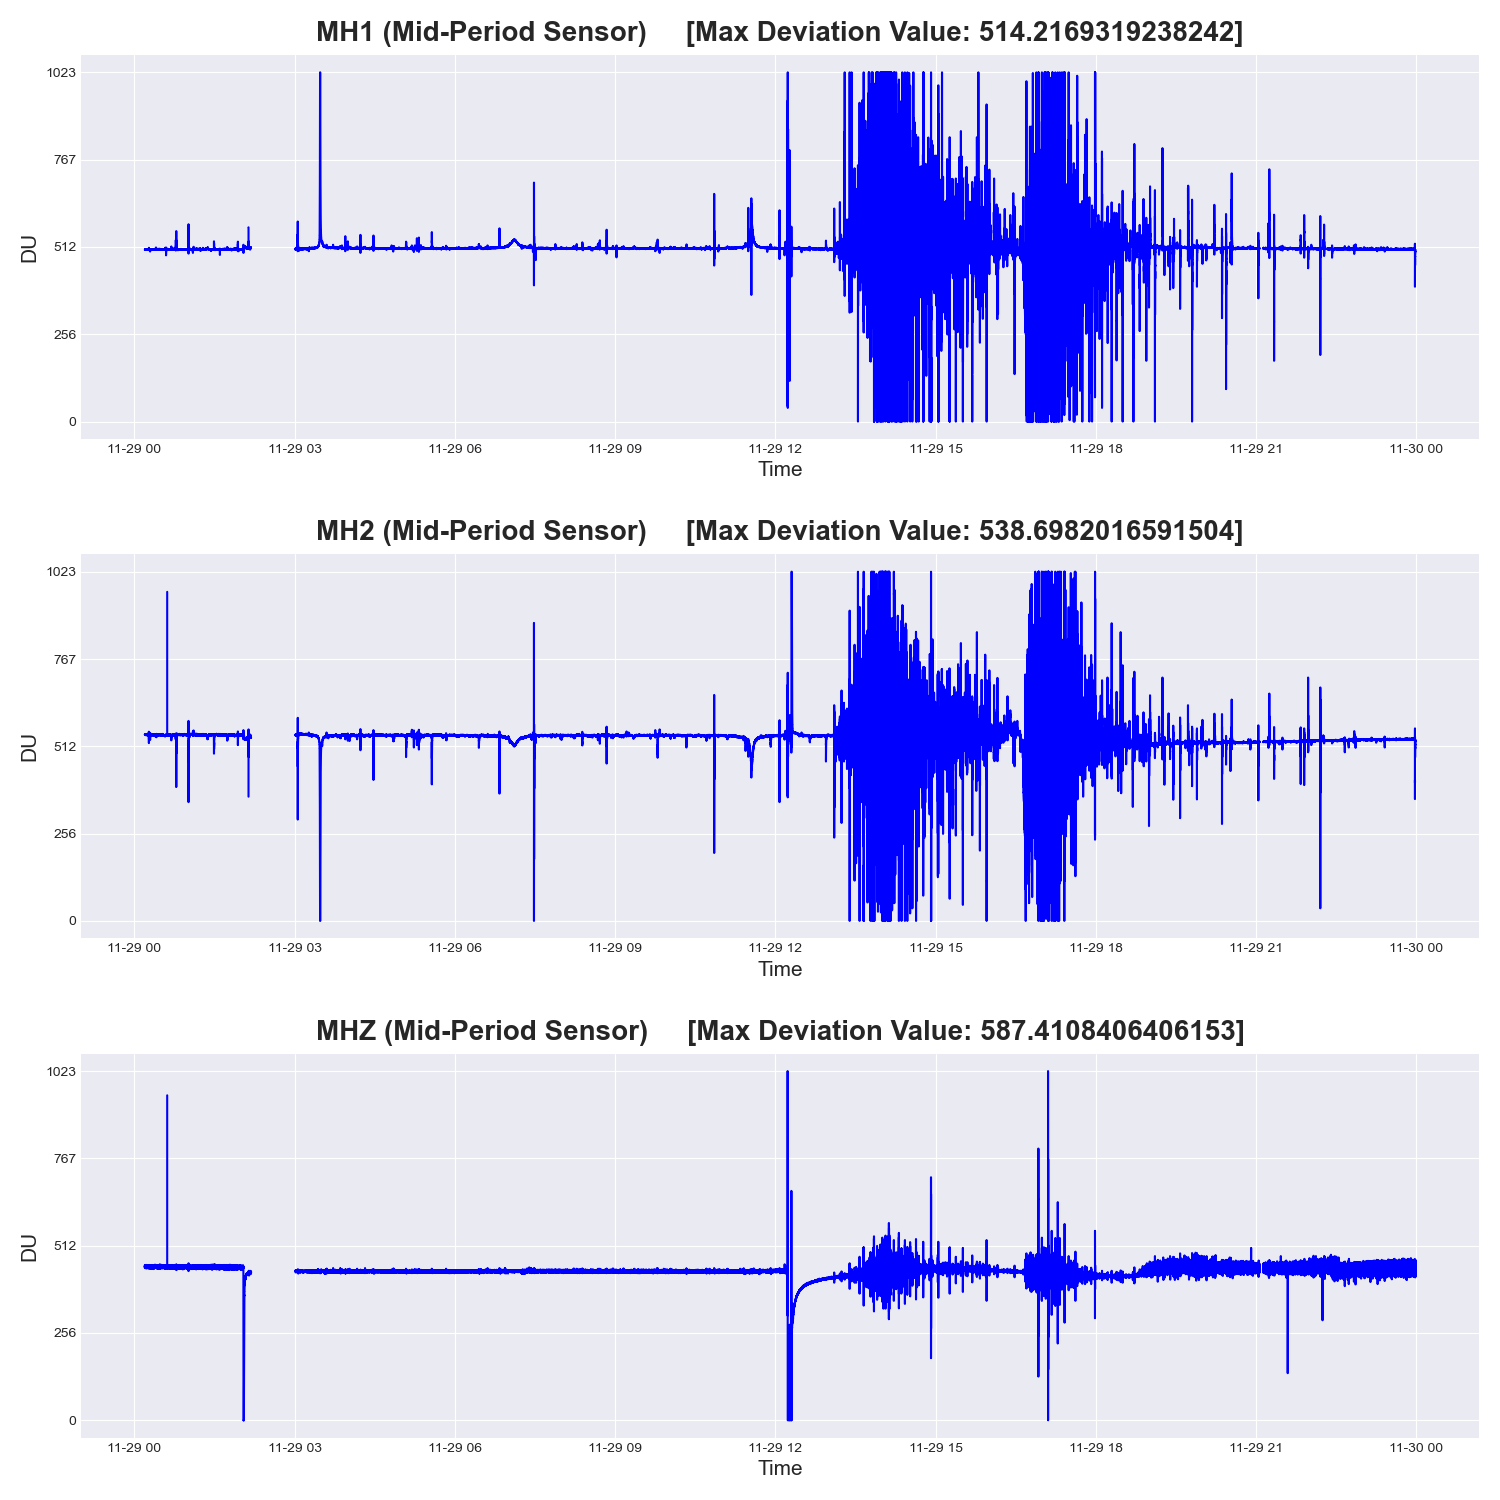 MH1 (Mid-Period Sensor) [Max Deviation Value: 514.2169319238242]
1023
767
512
256
0
DU
11-29 00 11-29 03 11-29 06 11-29 09 11-29 12 11-29 15 11-29 18 11-29 21 11-30 00
Time
MH2 (Mid-Period Sensor) [Max Deviation Value: 538.6982016591504]
1023
767
512
256
0
DU
11-29 00 11-29 03 11-29 06 11-29 09 11-29 12 11-29 15 11-29 18 11-29 21 11-30 00
Time
MHZ (Mid-Period Sensor) [Max Deviation Value: 587.4108406406153]
1023
767
512
256
0
DU
11-29 00 11-29 03 11-29 06 11-29 09 11-29 12 11-29 15 11-29 18 11-29 21 11-30 00
Time